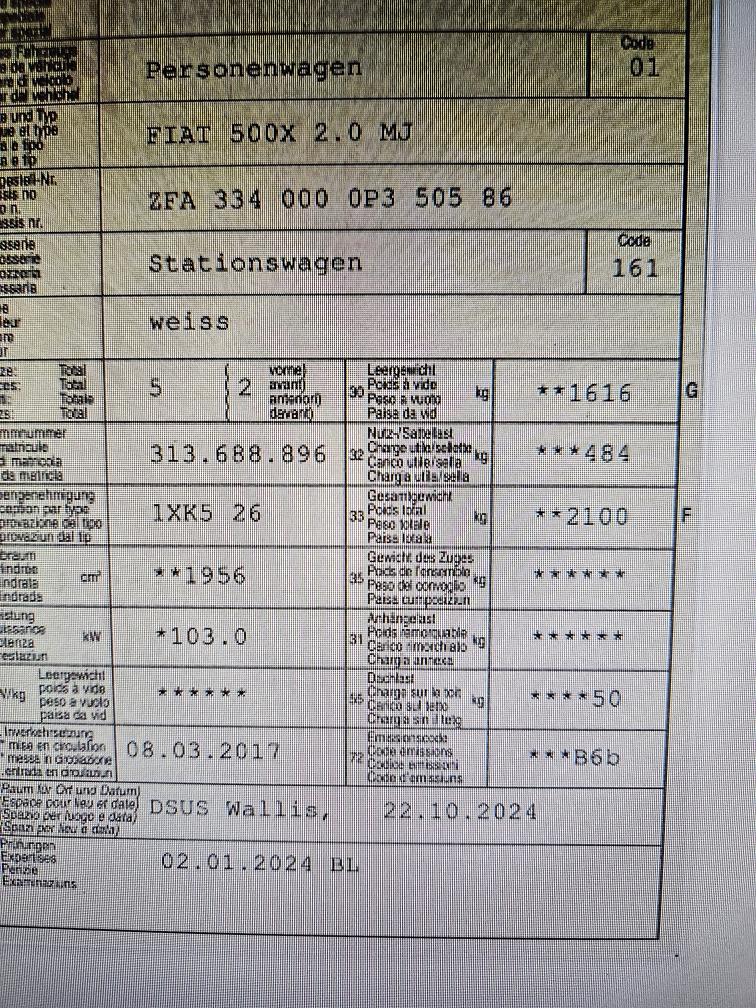 Personenwagen
Code
01
FIAT 500X 2.0 MJ
ZFA 334 000 0P3 505 86
Stationswagen
Code
161
weiss
Total
Total
Totale
Total
5
2
vorne)
avant)
anteriori)
davant)
30
Leergewicht
Poids à vide
Peso a vuoto
Paisa da vid
kg
**1616
G
313.688.896
32
Nutz-/Sattellast
Charge utile/sellette
Carico utile/sella
Chargia utila/sella
kg
***484
1XK5 26
33
Gesamtgewicht
Poids total
Peso totale
Paisa totala
kg
**2100
F
cm³
**1956
35
Gewicht des Zuges
Poids de l'ensemble
Peso del convoglio
Paisa cumposiziun
kg
******
kW
*103.0
31
Anhängelast
Poids remorquable
Carico rimorchiato
Chargia annexa
kg
******
Leergewicht
poids à vide
peso a vuoto
paisa da vid
******
55
Dachlast
Charge sur le toit
Carico sul tetto
Chargia sin il tetg
kg
****50
Inverkehrsetzung
mise en circulation
messa in circolazione
entrada en circulaziun
08.03.2017
72
Emissionscode
Code émissions
Codice emissioni
Code d'emissiuns
***B6b
(Raum für Ort und Datum)
(Espace pour lieu et date)
(Spazio per luogo e data)
(Spazi per lieu e data)
DSUS Wallis, 22.10.2024
Prüfungen
Expertises
Perizie
Examinaziuns
02.01.2024 BL